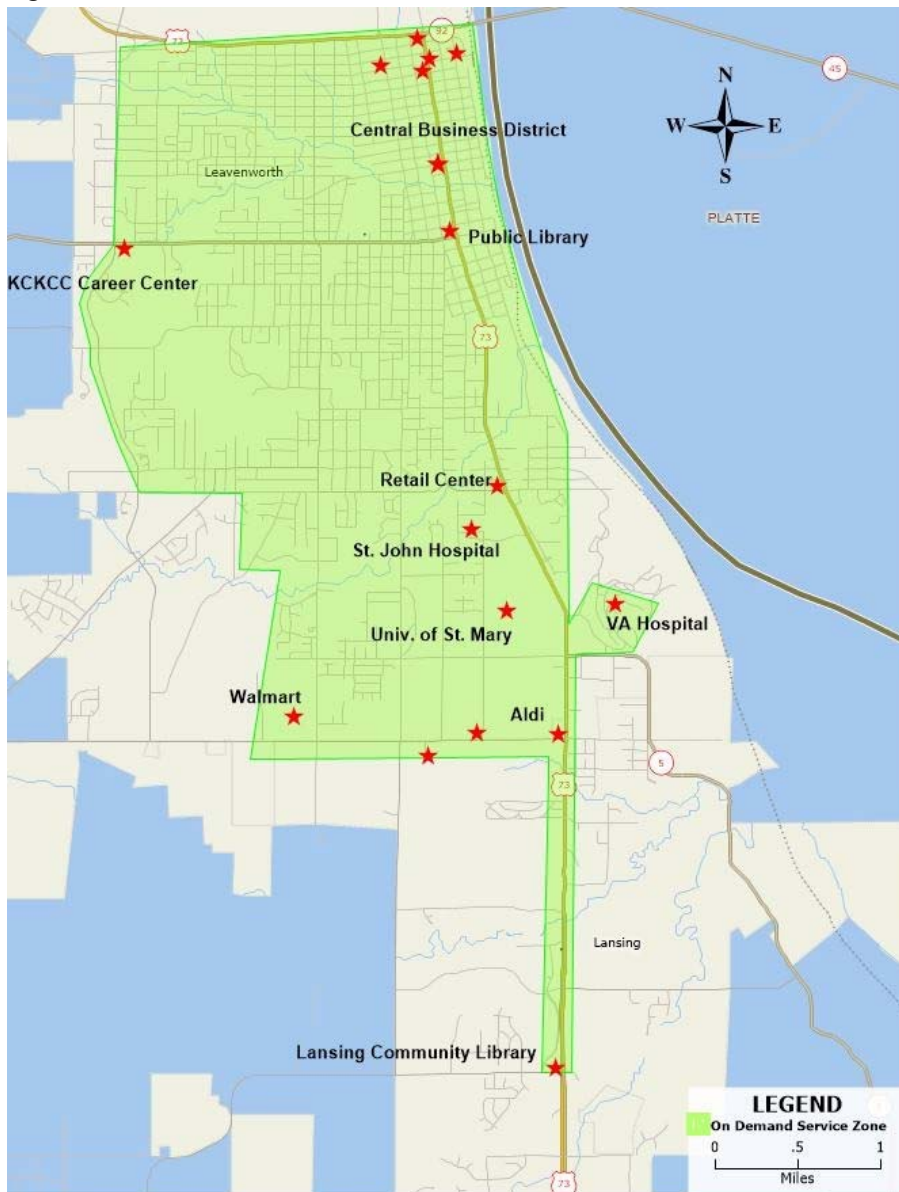 73
92
45
N
W E
S
Central Business District
Leavenworth
PLATTE
Public Library
KCKCC Career Center
73
Retail Center
St. John Hospital
VA Hospital
Univ. of St. Mary
Walmart
Aldi
5
73
Lansing
Lansing Community Library
LEGEND
On Demand Service Zone
0 .5 1
Miles
73